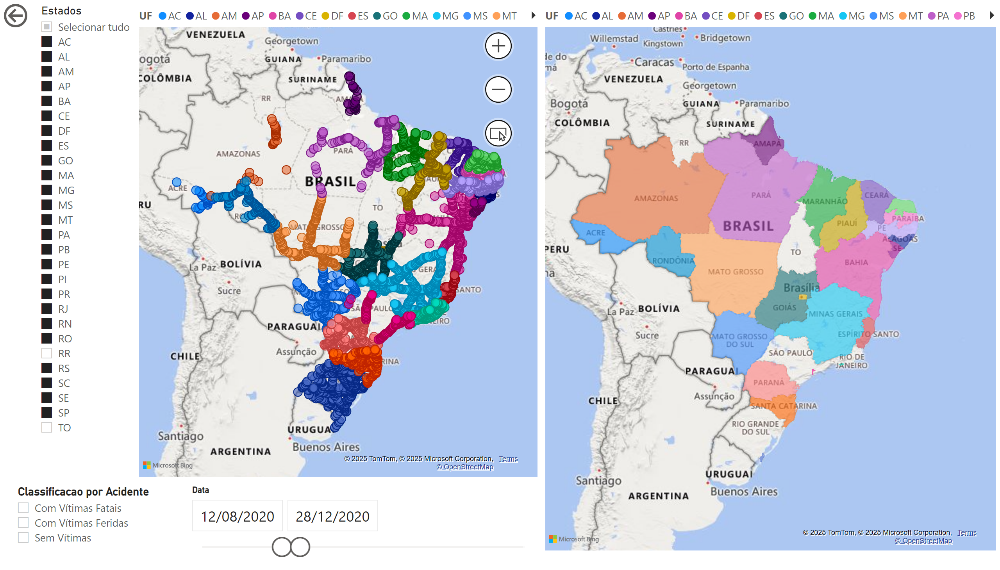 Estados
Selecionar tudo
AC
AL
AM
AP
BA
CE
DF
ES
GO
MA
MG
MS
MT
PA
PB
PE
PI
PR
RJ
RN
RO
RR
RS
SC
SE
SP
TO
UF AC AL AM AP BA CE DF ES GO MA MG MS MT
VENEZUELA
Georgetown
ogotá
GUIANA
Paramaribo
COLÔMBIA
SURINAME
RR
AMAZONAS
PARÁ
BRASIL
ACRE
RU
TO
MATO GROSSO
BOLÍVIA
La Paz
Sucre
SANTO
SÃO PAULO
PARAGUAI
Assunção
CHILE
RINA
URUGUA
Santiago
Buenos Aires
ARGENTINA
© 2025 TomTom, © 2025 Microsoft Corporation, Terms
© OpenStreetMap
Microsoft Bing
UF AC AL AM AP BA CE DF ES GO MA MG MS MT PA PB
Castries
Willemstad
Kingstown
Bridgetown
de do
má
Caracas
Porto de Espanha
VENEZUELA
Georgetown
Bogotá
GUIANA
Paramaribo
COLÔMBIA
SURINAME
RR
AMAPÁ
AMAZONAS
PARÁ
MARANHÃO
CEARÁ
PARAÍBA
PIAUÍ
PE
BRASIL
ACRE
ALAGOAS
SE
PERU
TO
RONDÔNIA
BAHIA
MATO GROSSO
Brasília
GOIÁS
La Paz
BOLÍVIA
MINAS GERAIS
Sucre
MATO GROSSO
DO SUL
ESPÍRITO SANTO
SÃO PAULO
RIO DE
JANEIRO
PARAGUAI
PARANÁ
Assunção
CHILE
SANTA CATARINA
RIO GRANDE
DO SUL
URUGUAI
Santiago
Buenos Aires
ARGENTINA
© 2025 TomTom, © 2025 Microsoft Corporation, Terms
© OpenStreetMap
Microsoft Bing
Classificacao por Acidente
Com Vítimas Fatais
Com Vítimas Feridas
Sem Vítimas
Data
12/08/2020
28/12/2020